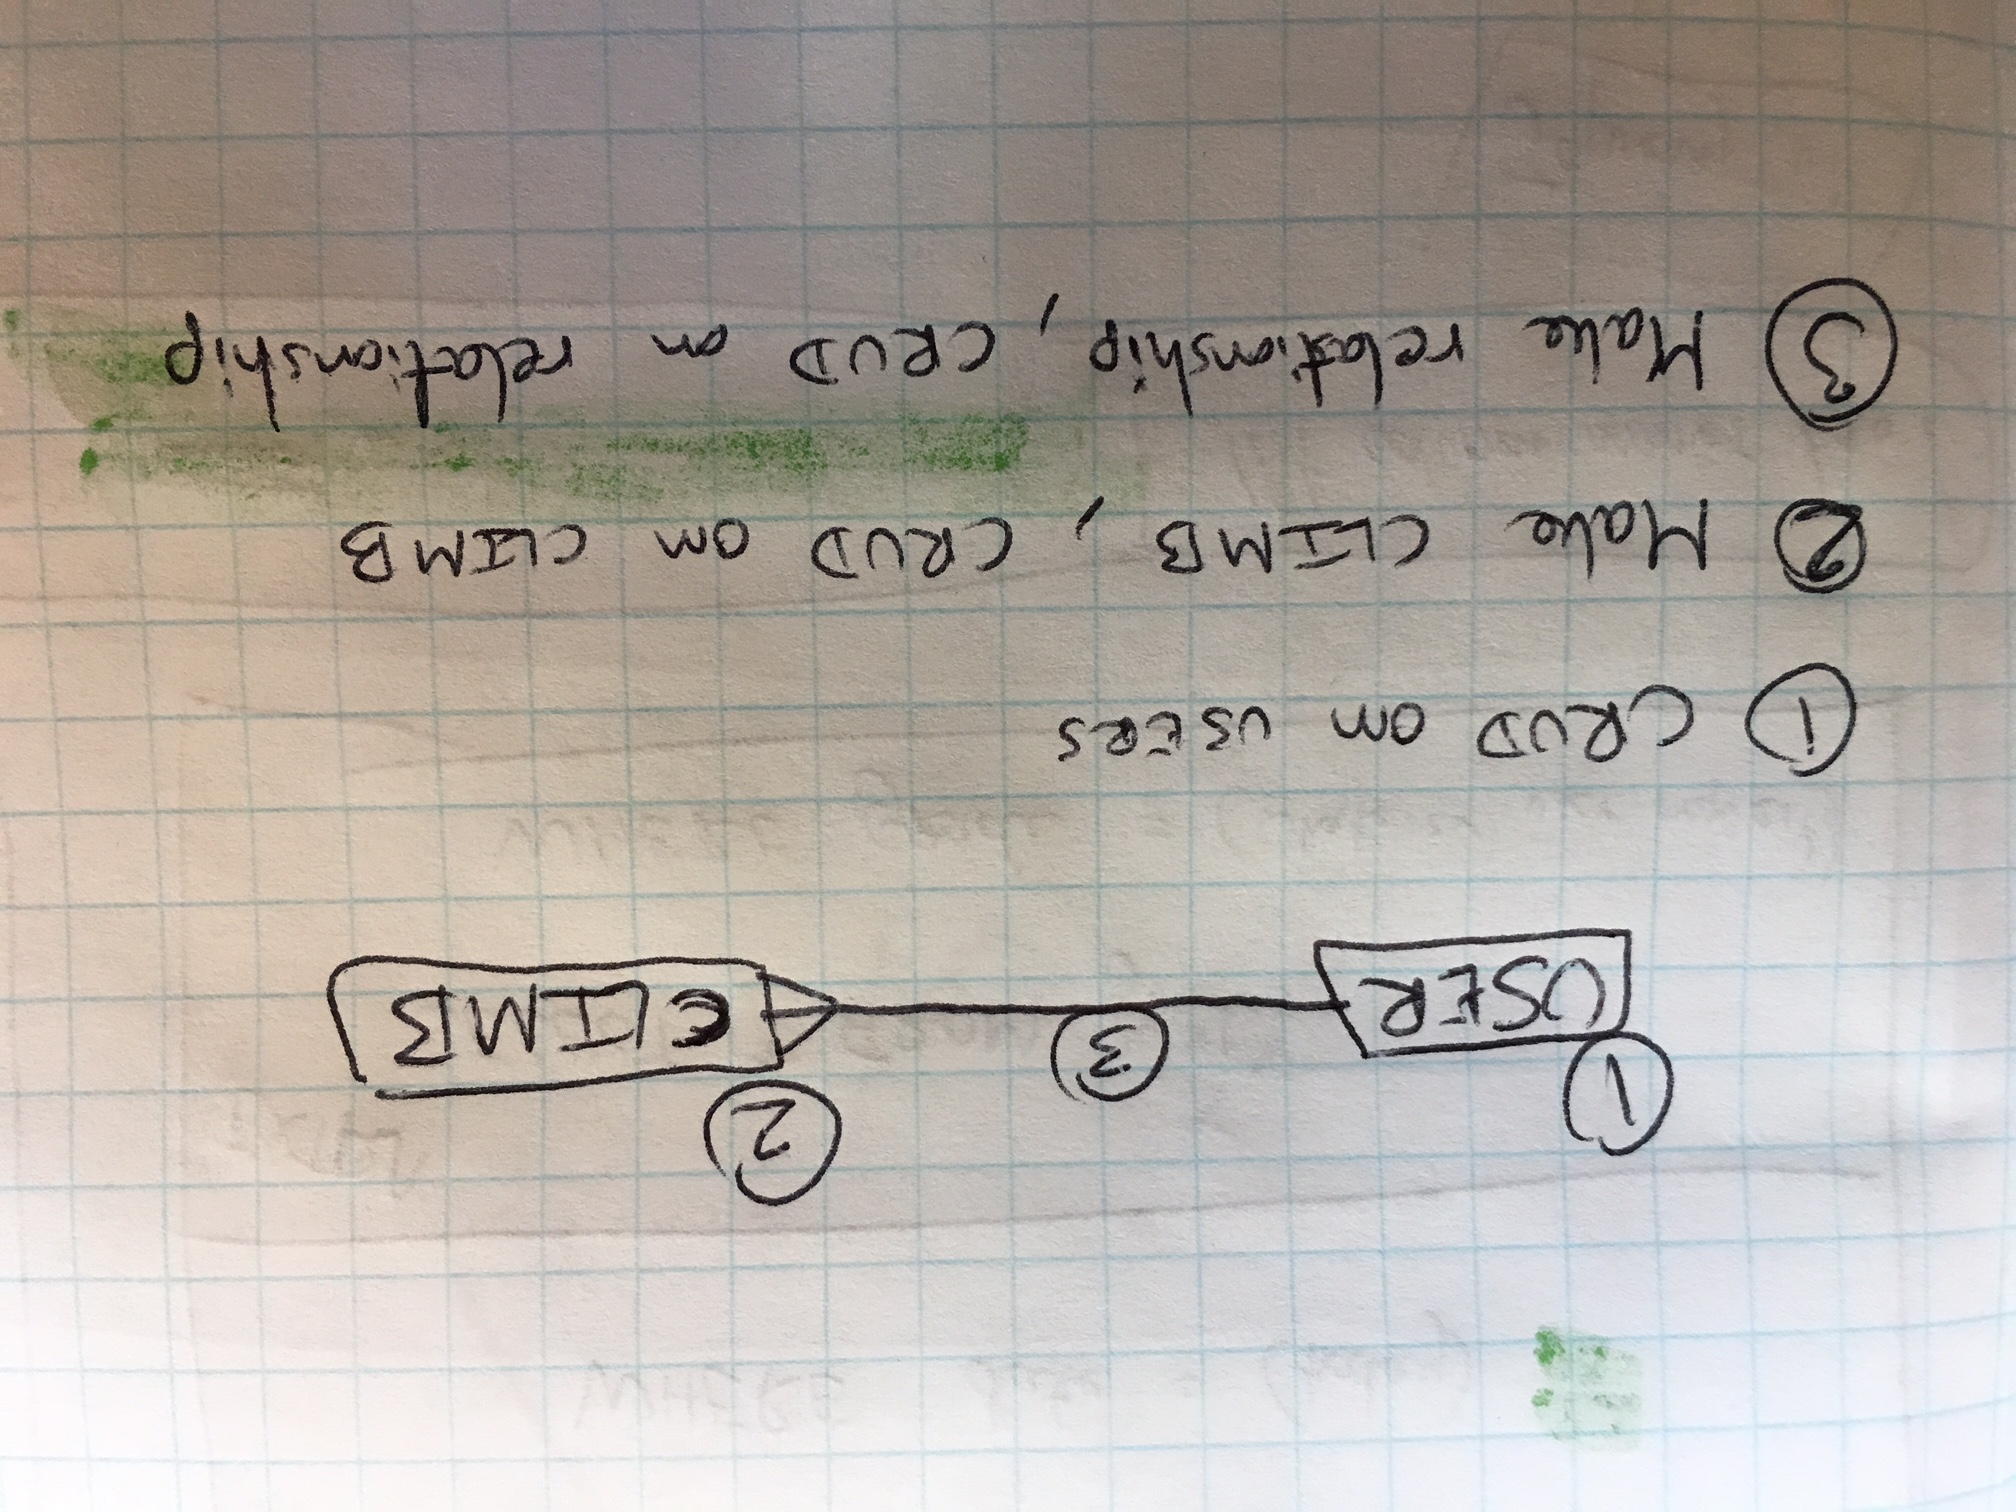 ① USER ③ ② CLIMB
① CRUD on USERS
② Make CLIMB, CRUD on CLIMB
③ Make relationship, CRUD on relationship